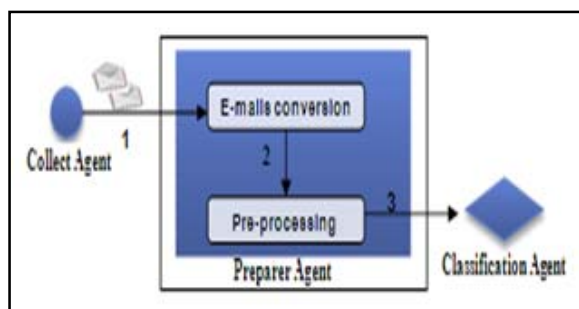 E-mails conversion
1
Collect Agent
2
Pre-processing
3
Preparer Agent
Classification Agent